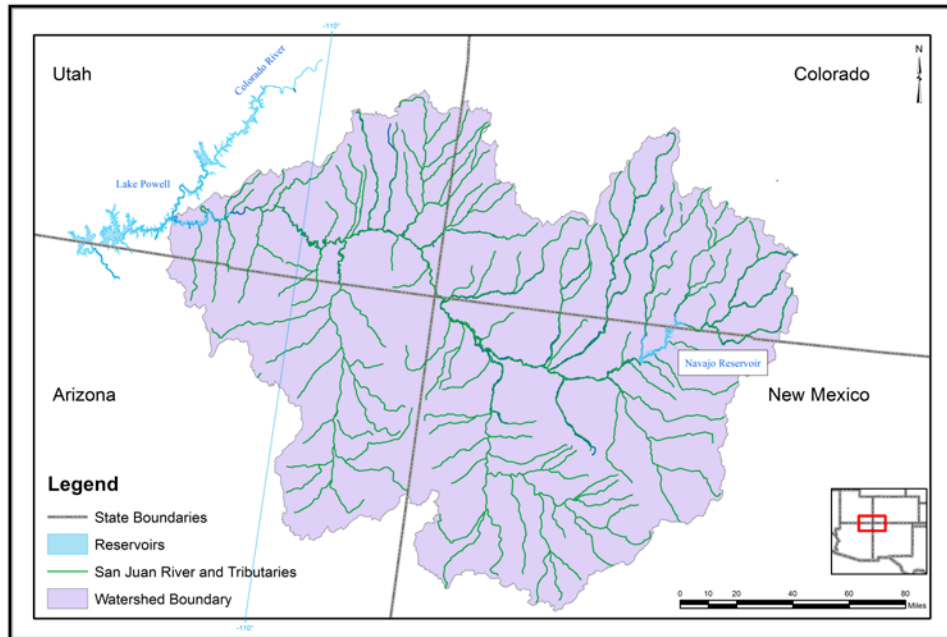 -110°
Utah
Colorado River
Colorado
N
Lake Powell
Navajo Reservoir
Arizona
New Mexico
Legend
State Boundaries
Reservoirs
San Juan River and Tributaries
Watershed Boundary
0 10 20 40 60 80
Miles
-110°